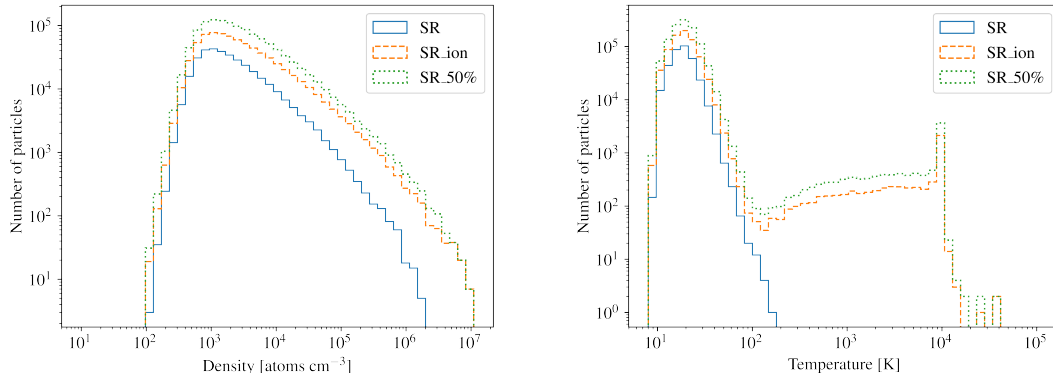 10^5
10^4
10^3
10^2
10^1
Number of particles
10^1
10^2
10^3
10^4
10^5
10^6
10^7
Density [atoms cm^−3]
SR
SR_ion
SR_50%
10^5
10^4
10^3
10^2
10^1
10^0
Number of particles
10^1
10^2
10^3
10^4
10^5
Temperature [K]
SR
SR_ion
SR_50%